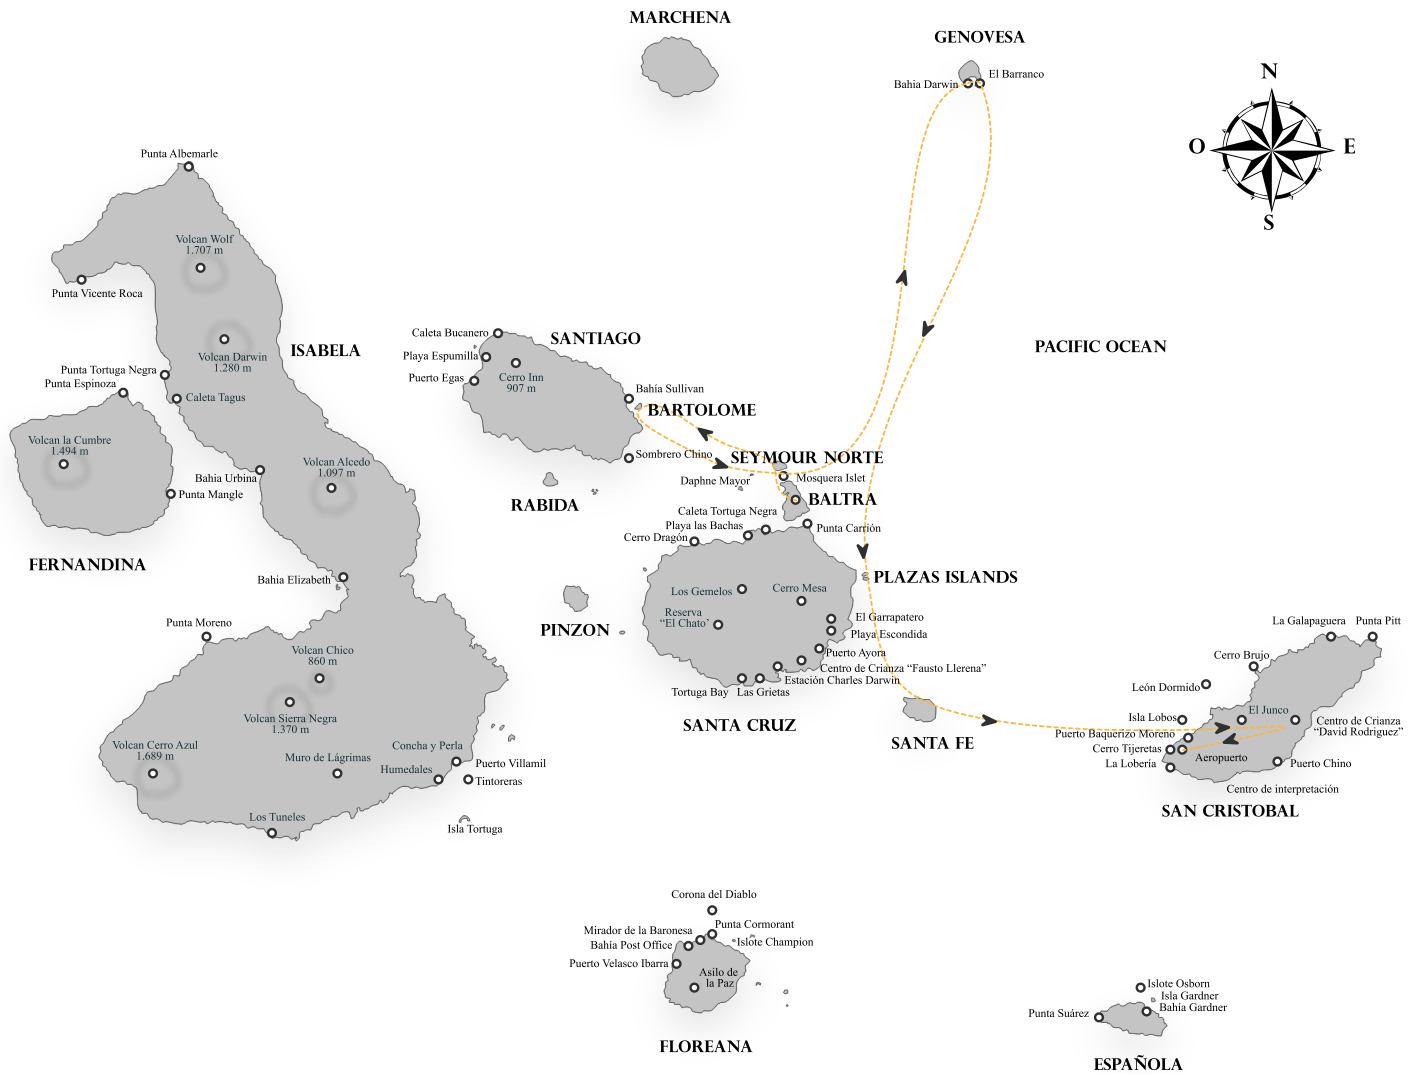 MARCHENA
GENOVESA
El Barranco
Bahia Darwin
N
O
E
S
Punta Albemarle
Volcan Wolf
1.707 m
Punta Vicente Roca
ISABELA
Volcan Darwin
1.280 m
Punta Tortuga Negra
Punta Espinoza
Caleta Tagus
Volcan la Cumbre
1.494 m
Volcan Alcedo
1.097 m
Bahia Urbina
Punta Mangle
FERNANDINA
Bahia Elizabeth
Punta Moreno
Volcan Chico
860 m
Volcan Sierra Negra
1.370 m
Volcan Cerro Azul
1.689 m
Muro de Lágrimas
Concha y Perla
Humedales
Puerto Villamil
Tintoreras
Los Tuneles
Isla Tortuga
Caleta Bucanero
SANTIAGO
Playa Espumilla
Puerto Egas
Cerro Inn
907 m
Bahía Sullivan
BARTOLOME
Sombrero Chino
RABIDA
PINZON
PACIFIC OCEAN
SEYMOUR NORTE
Daphne Mayor
Mosquera Islet
BALTRA
Caleta Tortuga Negra
Playa las Bachas
Cerro Dragón
Punta Carrión
PLAZAS ISLANDS
Los Gemelos
Cerro Mesa
Reserva
“El Chato’
El Garrapatero
Playa Escondida
Puerto Ayora
Centro de Crianza “Fausto Llerena”
Estación Charles Darwin
Tortuga Bay
Las Grietas
SANTA CRUZ
SANTA FE
La Galapaguera
Punta Pitt
Cerro Brujo
León Dormido
Isla Lobos
El Junco
Centro de Crianza
“David Rodriguez”
Puerto Baquerizo Moreno
Cerro Tijeretas
Aeropuerto
La Lobería
Puerto Chino
Centro de interpretación
SAN CRISTOBAL
Corona del Diablo
Punta Cormorant
Mirador de la Baronesa
Islote Champion
Bahía Post Office
Puerto Velasco Ibarra
Asilo de
la Paz
FLOREANA
Islote Osborn
Isla Gardner
Bahía Gardner
Punta Suárez
ESPAÑOLA